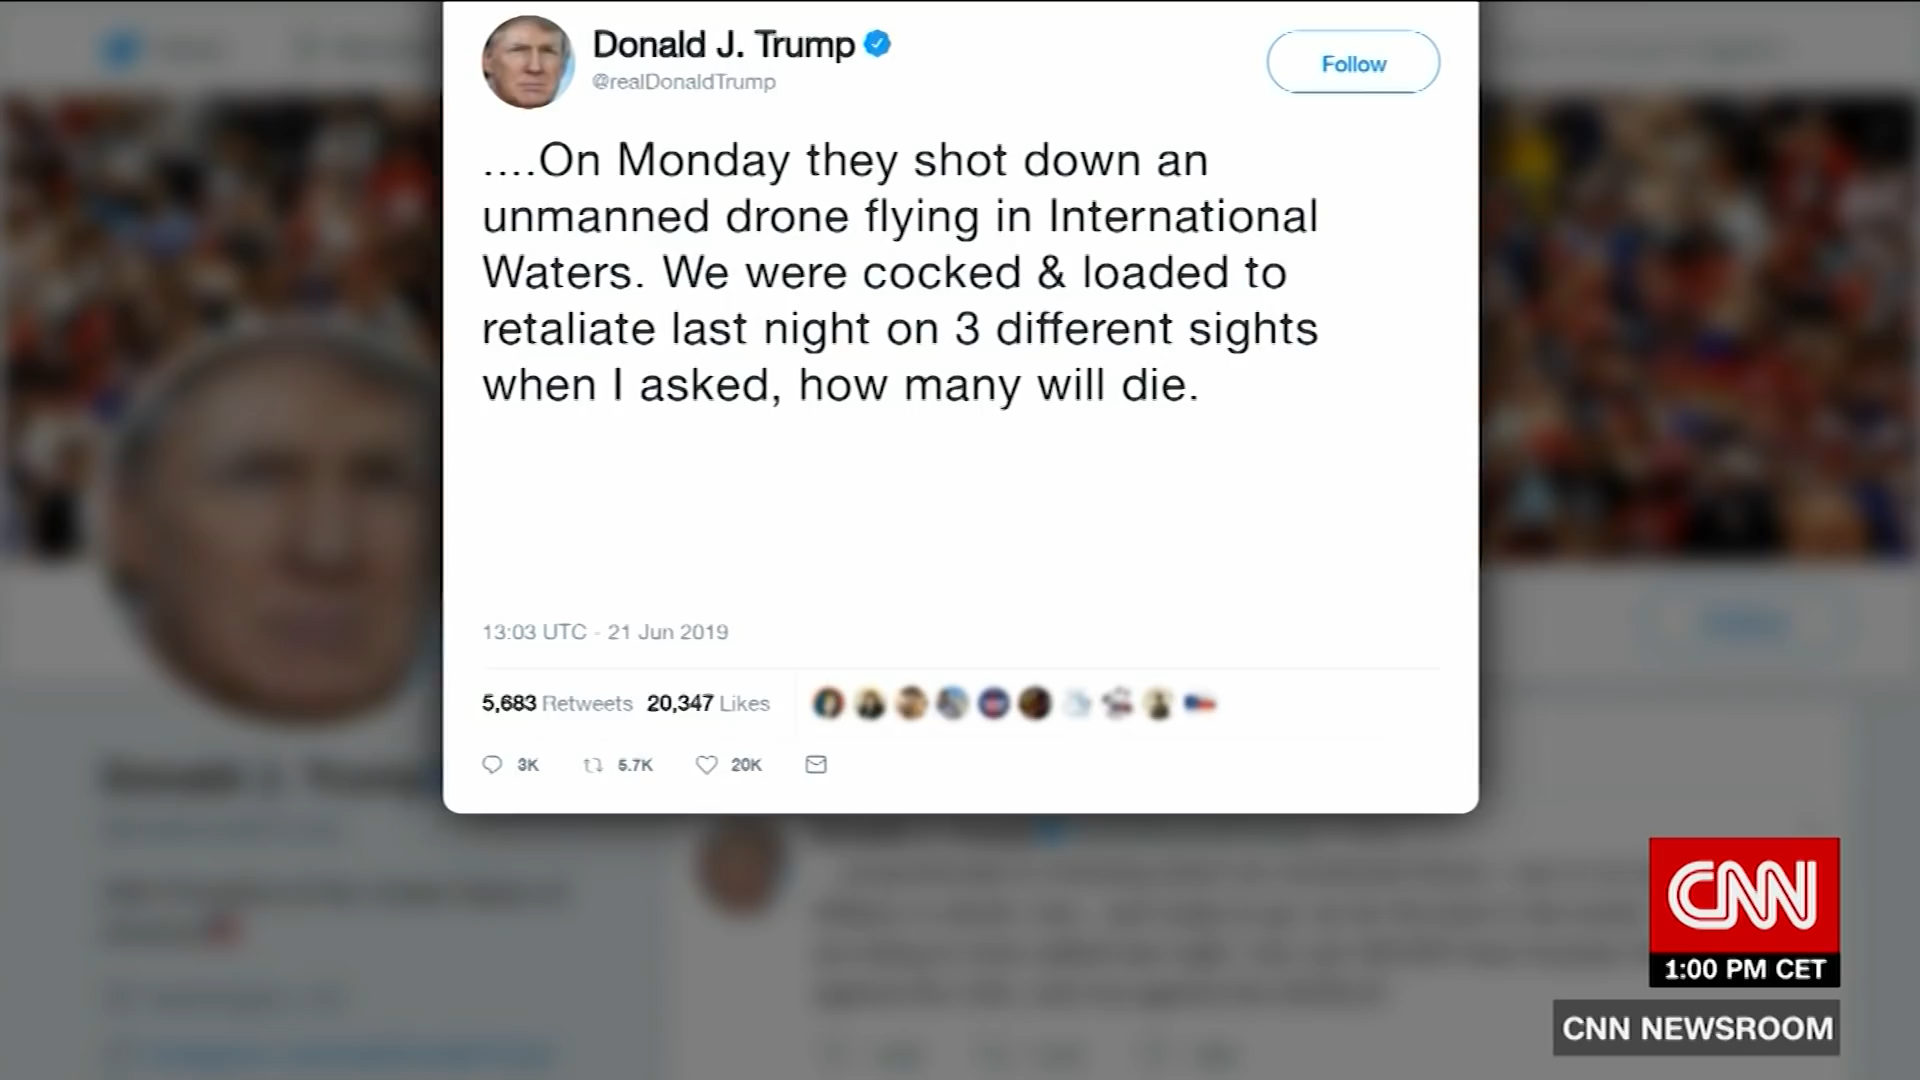 Donald J. Trump
@realDonaldTrump
Follow
....On Monday they shot down an
unmanned drone flying in International
Waters. We were cocked & loaded to
retaliate last night on 3 different sights
when I asked, how many will die.
13:03 UTC - 21 Jun 2019
5,683 Retweets 20,347 Likes
3K 5.7K 20K
CNN
1:00 PM CET
CNN NEWSROOM